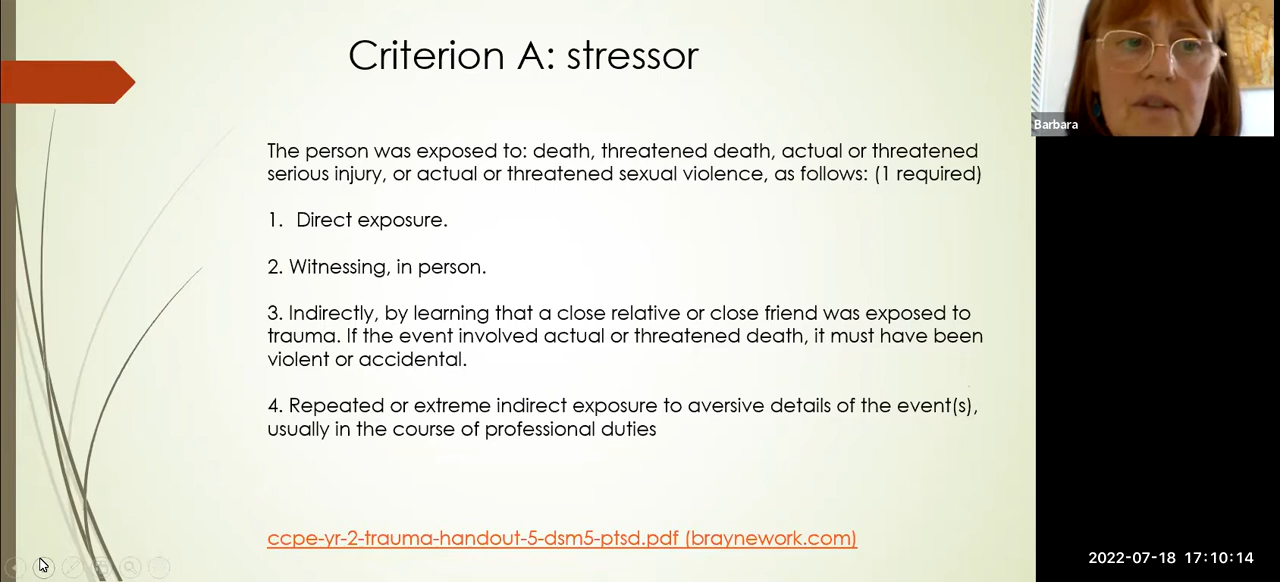 Criterion A: stressor
The person was exposed to: death, threatened death, actual or threatened
serious injury, or actual or threatened sexual violence, as follows: (1 required)
1. Direct exposure.
2. Witnessing, in person.
3. Indirectly, by learning that a close relative or close friend was exposed to
trauma. If the event involved actual or threatened death, it must have been
violent or accidental.
4. Repeated or extreme indirect exposure to aversive details of the event(s),
usually in the course of professional duties
ccpe-yr-2-trauma-handout-5-dsm5-ptsd.pdf (braynework.com)
Barbara
2022-07-18 17:10:14